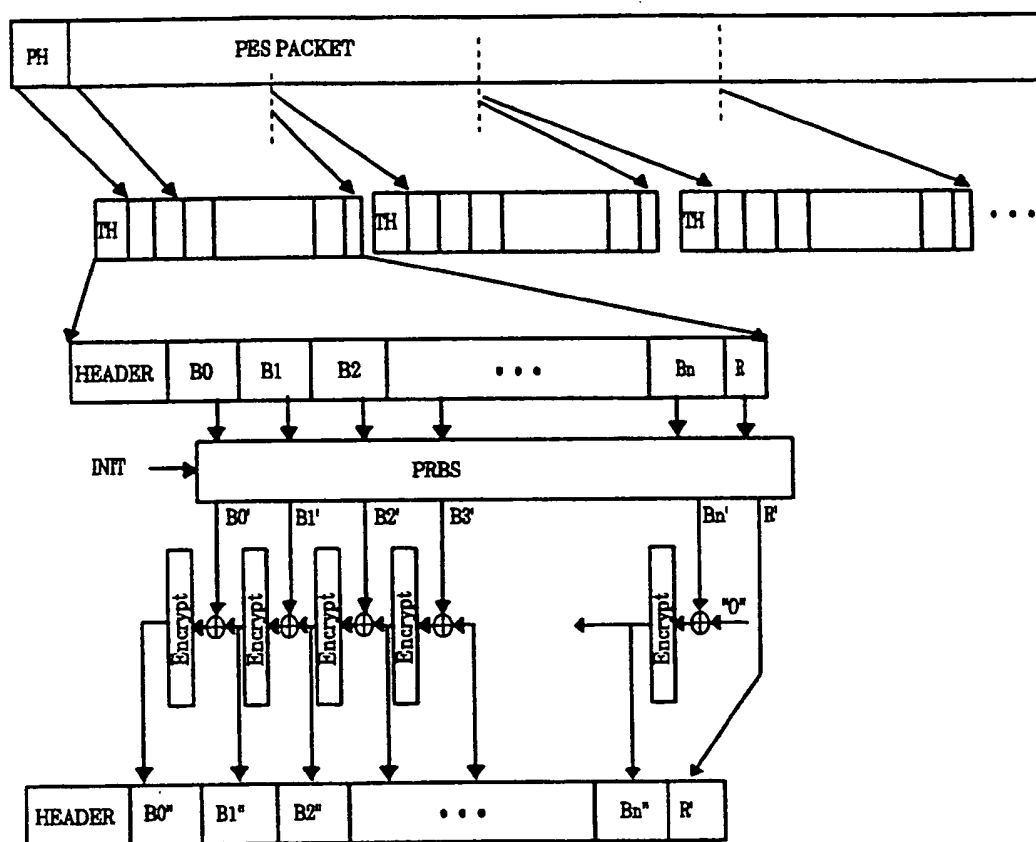 PH PES PACKET
TH TH TH • • •
HEADER B0 B1 B2 • • • Bn R
INIT PRBS
B0' B1' B2' B3' Bn' R'
Encrypt Encrypt Encrypt Encrypt Encrypt "0"
HEADER B0" B1" B2" • • • Bn" R'